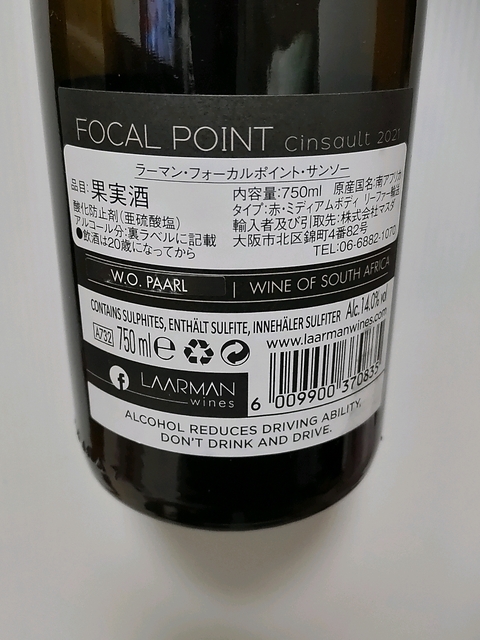 FOCAL POINT Cinsault 2021
ラーマン・フォーカルポイント・サンソー
品目:果実酒 内容量:750ml 原産国名:南アフリカ
酸化防止剤(亜硫酸塩) タイプ:赤・ミディアムボディ リーファー輸送
アルコール分:裏ラベルに記載 輸入者及び引取先:株式会社マスダ
●飲酒は20歳になってから 大阪市北区錦町4番82号
TEL:06-6882-1070
W.O. PAARL | WINE OF SOUTH AFRICA
CONTAINS SULPHITES, ENTHÄLT SULFITE, INNEHÅLER SULFITER Alc.14.0% vol
A732 750 ml e www.laarmanwines.com
f LAARMAN
wines
6 009900 370835
ALCOHOL REDUCES DRIVING ABILITY,
DON'T DRINK AND DRIVE.